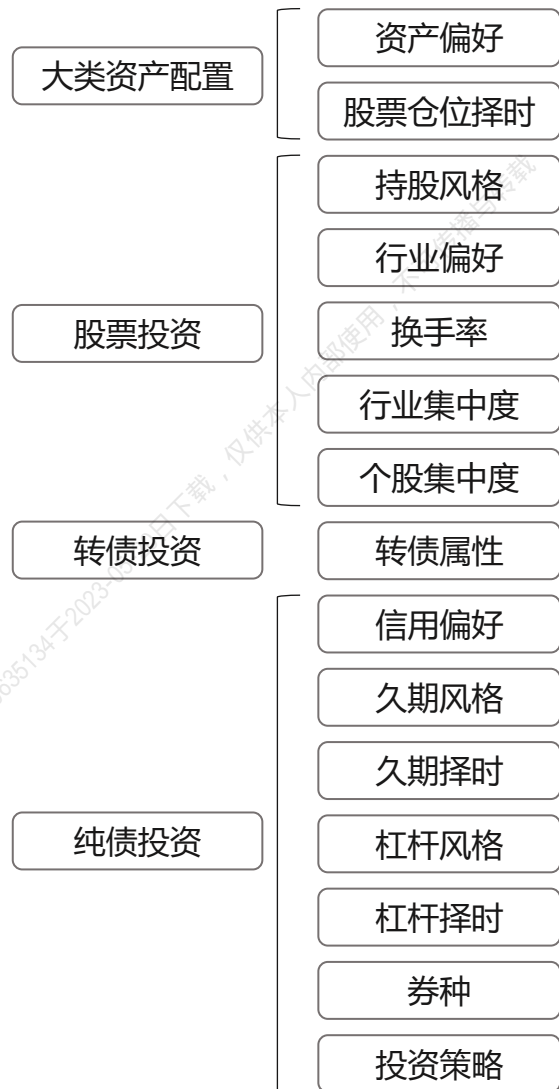 大类资产配置
资产偏好
股票仓位择时
股票投资
持股风格
行业偏好
换手率
行业集中度
个股集中度
转债投资
转债属性
纯债投资
信用偏好
久期风格
久期择时
杠杆风格
杠杆择时
券种
投资策略